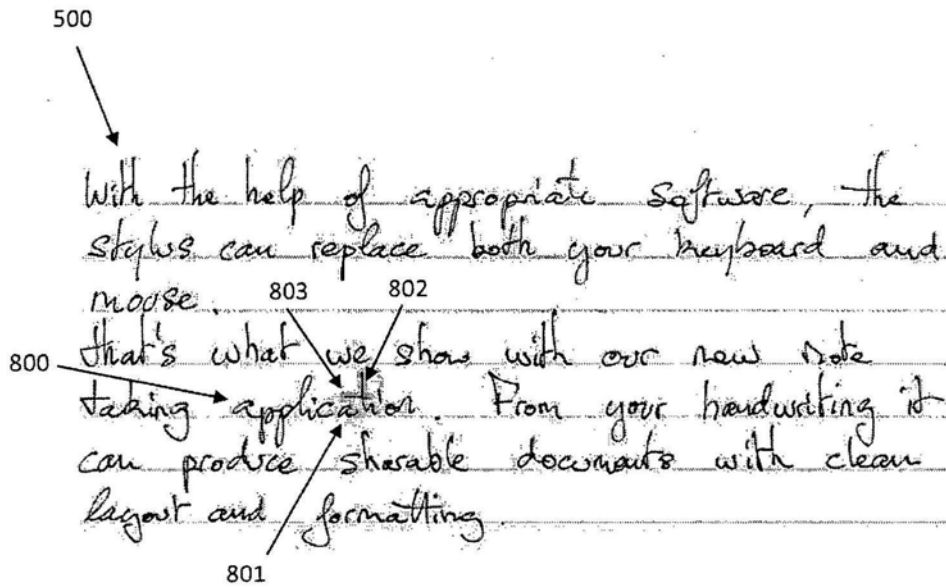 500
With the help of appropriate software, the
stylus can replace both your keyboard and
mouse.
803 802
that's what we show with our new note
800
taking application. From your handwriting it
can produce sharable documents with clean
layout and formatting.
801